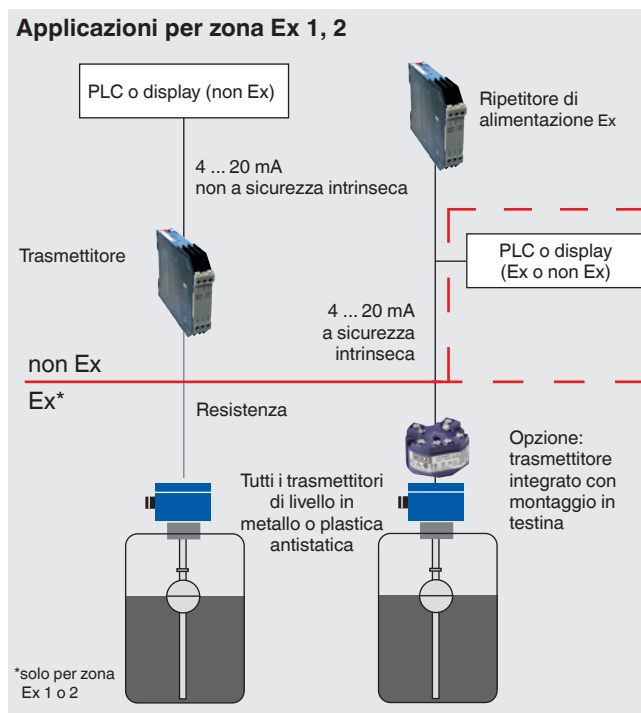 Applicazioni per zona Ex 1, 2
PLC o display (non Ex)
Ripetitore di
alimentazione Ex
4 ... 20 mA
non a sicurezza intrinseca
Trasmettitore
PLC o display
(Ex o non Ex)
4 ... 20 mA
a sicurezza
intrinseca
non Ex
Ex*
Resistenza
Opzione:
trasmettitore
integrato con
montaggio in
testina
Tutti i trasmettitori
di livello in
metallo o plastica
antistatica
*solo per zona
Ex 1 o 2